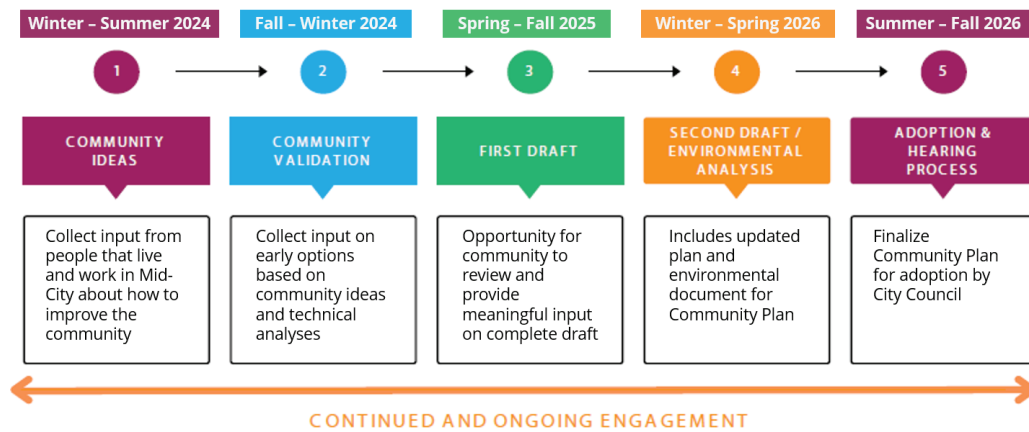 Winter – Summer 2024
Fall – Winter 2024
Spring – Fall 2025
Winter – Spring 2026
Summer – Fall 2026
1
2
3
4
5
COMMUNITY
IDEAS
COMMUNITY
VALIDATION
FIRST DRAFT
SECOND DRAFT /
ENVIRONMENTAL
ANALYSIS
ADOPTION &
HEARING
PROCESS
Collect input from
people that live
and work in Mid-
City about how to
improve the
community
Collect input on
early options
based on
community ideas
and technical
analyses
Opportunity for
community to
review and
provide
meaningful input
on complete draft
Includes updated
plan and
environmental
document for
Community Plan
Finalize
Community Plan
for adoption by
City Council
CONTINUED AND ONGOING ENGAGEMENT